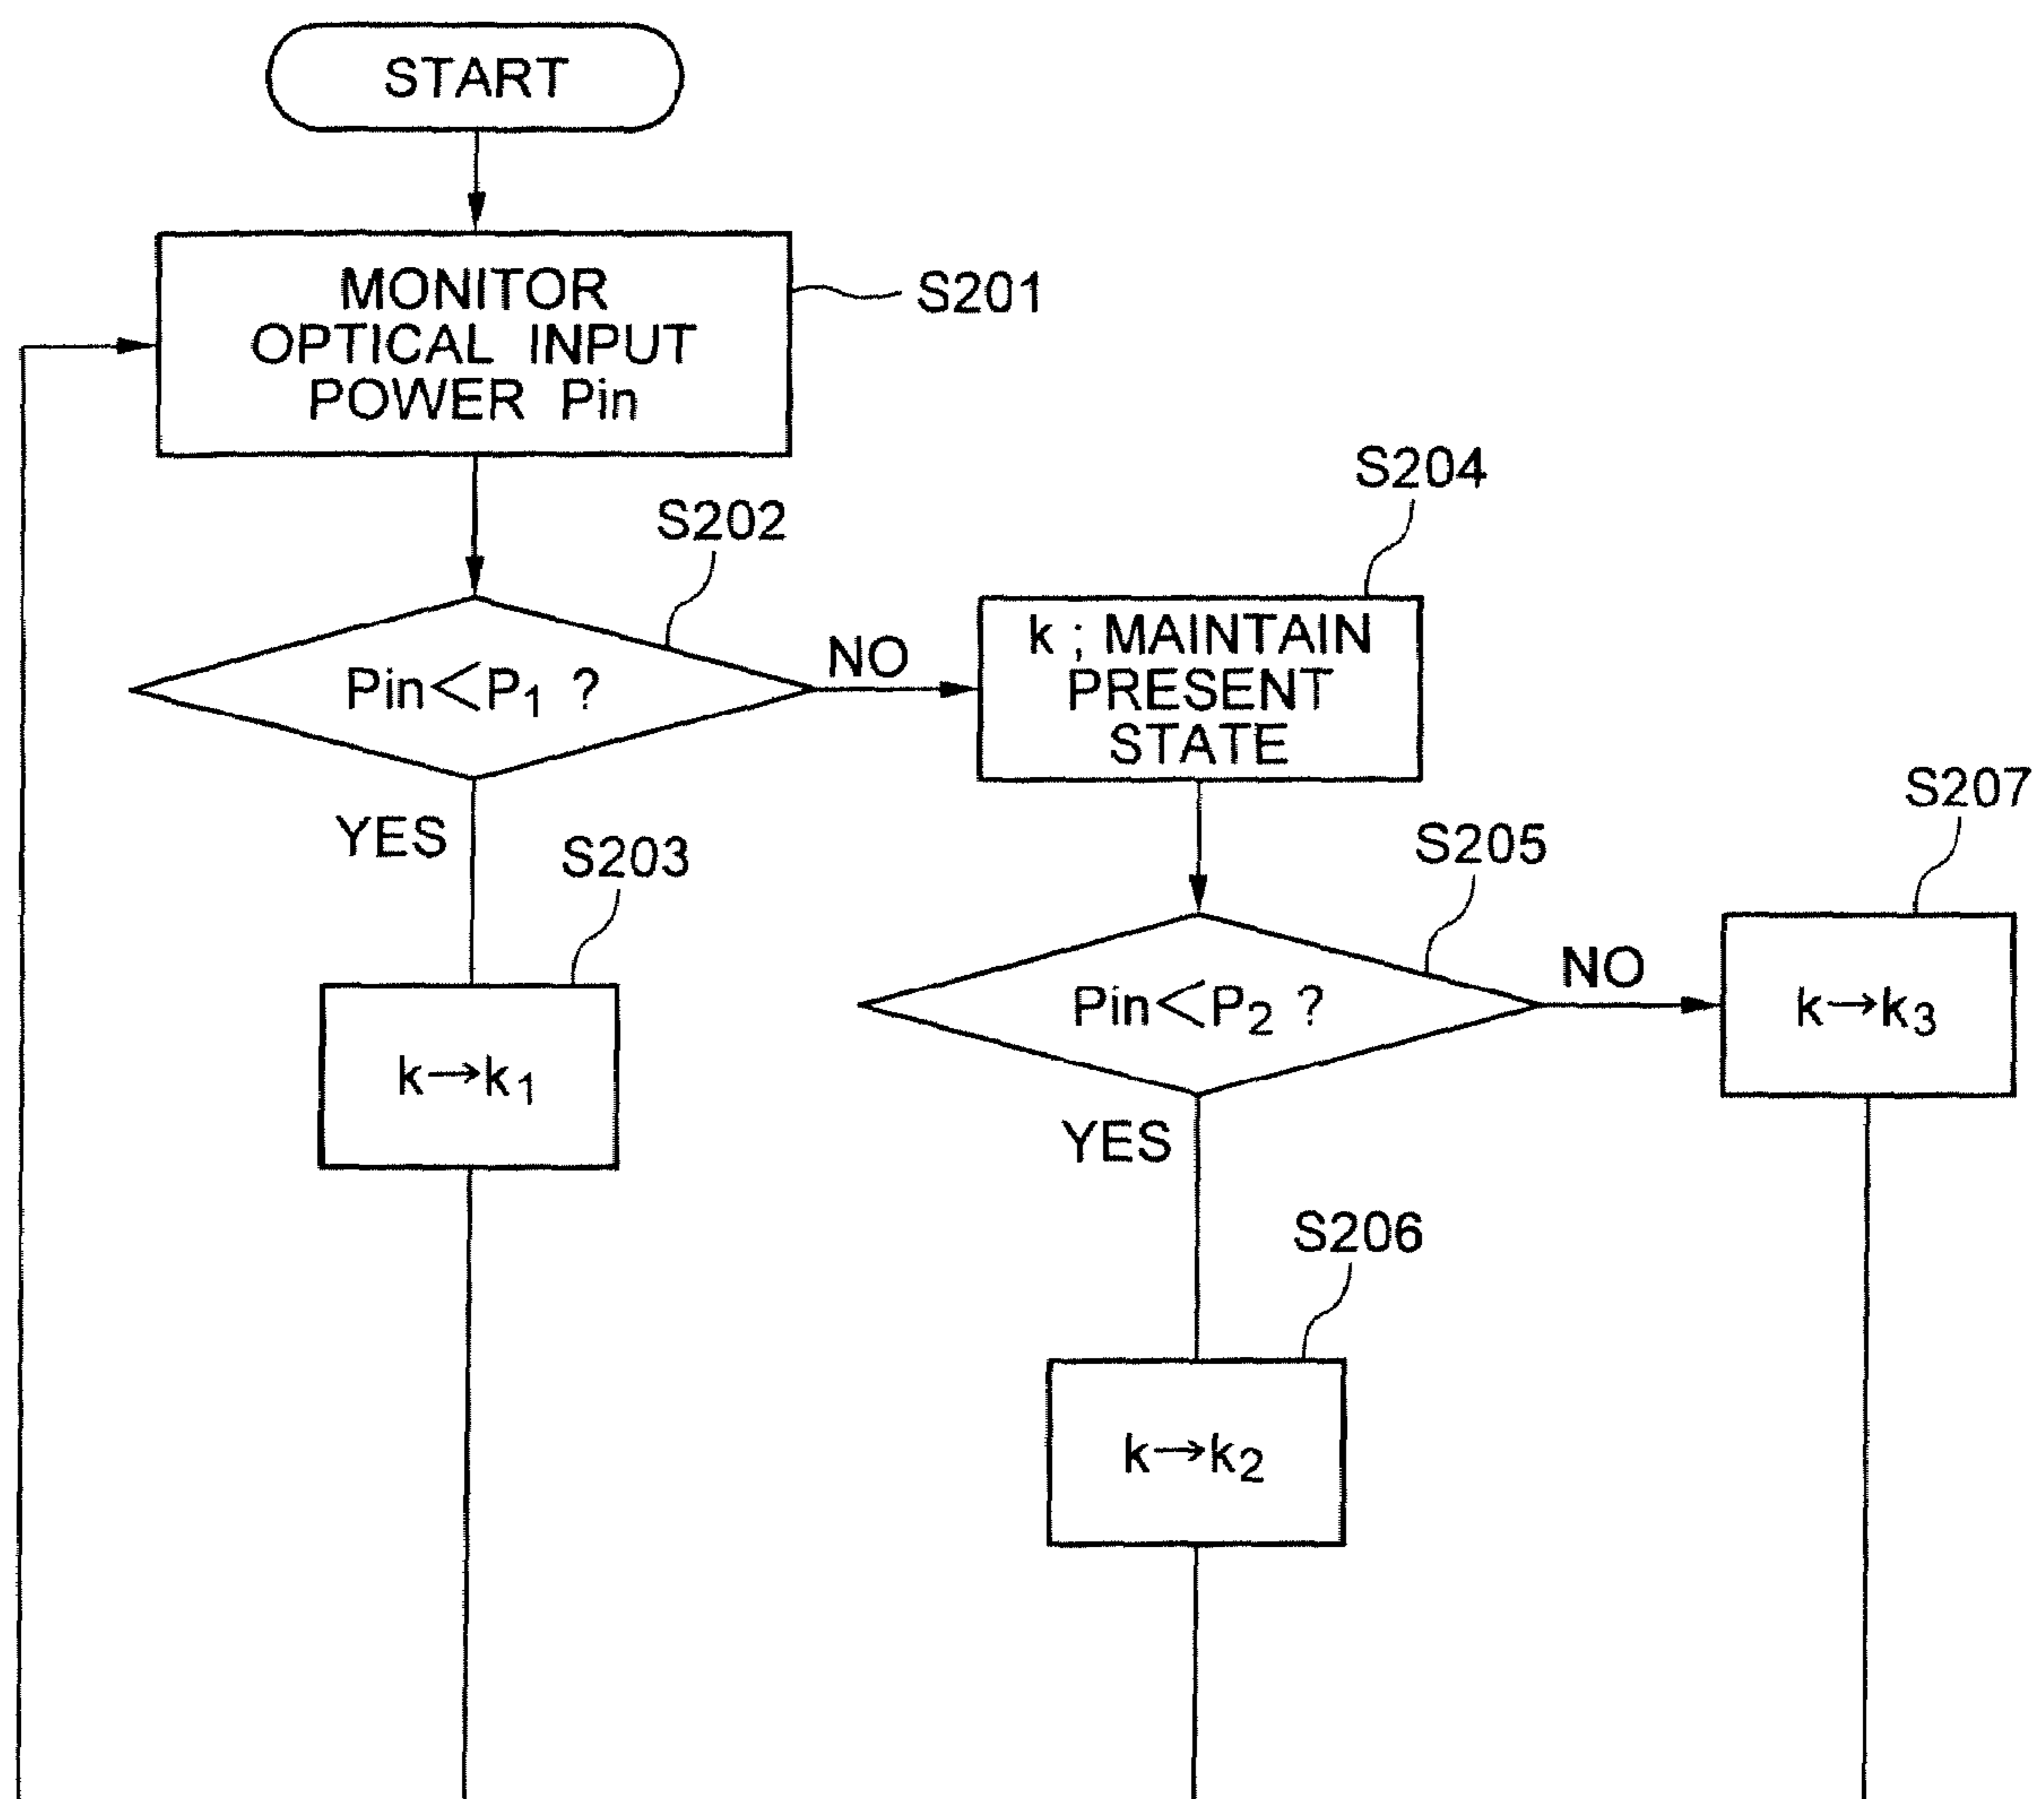 START
MONITOR
OPTICAL INPUT
POWER Pin
S201
S202
Pin<P1 ?
NO
YES
S203
k→k1
S204
k ; MAINTAIN
PRESENT
STATE
S205
Pin<P2 ?
NO
YES
S206
k→k2
S207
k→k3